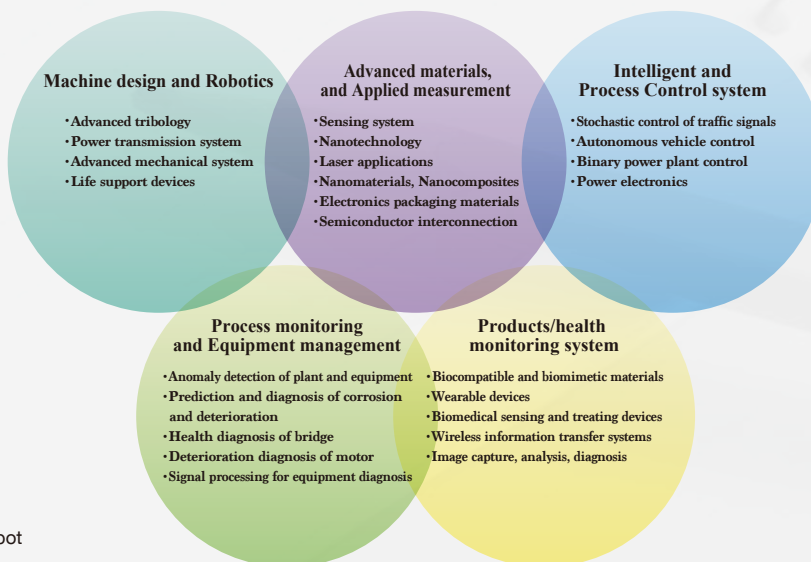 Machine design and Robotics
・Advanced tribology
・Power transmission system
・Advanced mechanical system
・Life support devices
Advanced materials,
and Applied measurement
・Sensing system
・Nanotechnology
・Laser applications
・Nanomaterials, Nanocomposites
・Electronics packaging materials
・Semiconductor interconnection
Intelligent and
Process Control system
・Stochastic control of traffic signals
・Autonomous vehicle control
・Binary power plant control
・Power electronics
Process monitoring
and Equipment management
・Anomaly detection of plant and equipment
・Prediction and diagnosis of corrosion
and deterioration
・Health diagnosis of bridge
・Deterioration diagnosis of motor
・Signal processing for equipment diagnosis
Products/health
monitoring system
・Biocompatible and biomimetic materials
・Wearable devices
・Biomedical sensing and treating devices
・Wireless information transfer systems
・Image capture, analysis, diagnosis